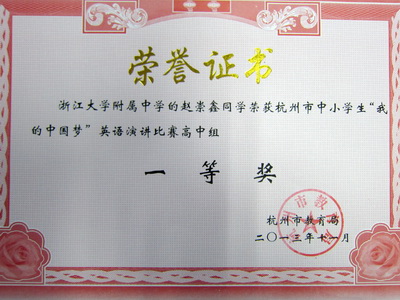 荣誉证书
浙江大学附属中学的赵崇鑫同学荣获杭州市中小学生“我
的中国梦”英语演讲比赛高中组
一等奖
杭州市教育局
二〇一三年十一月